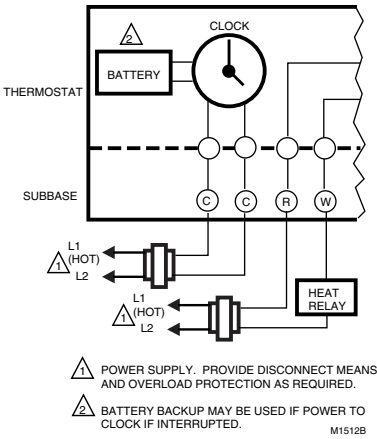 CLOCK
2
BATTERY
THERMOSTAT
SUBBASE
C
C
R
W
L1
(HOT)
1
L2
L1
(HOT)
1
L2
HEAT
RELAY
1 POWER SUPPLY. PROVIDE DISCONNECT MEANS
AND OVERLOAD PROTECTION AS REQUIRED.
2 BATTERY BACKUP MAY BE USED IF POWER TO
CLOCK IF INTERRUPTED.
M1512B